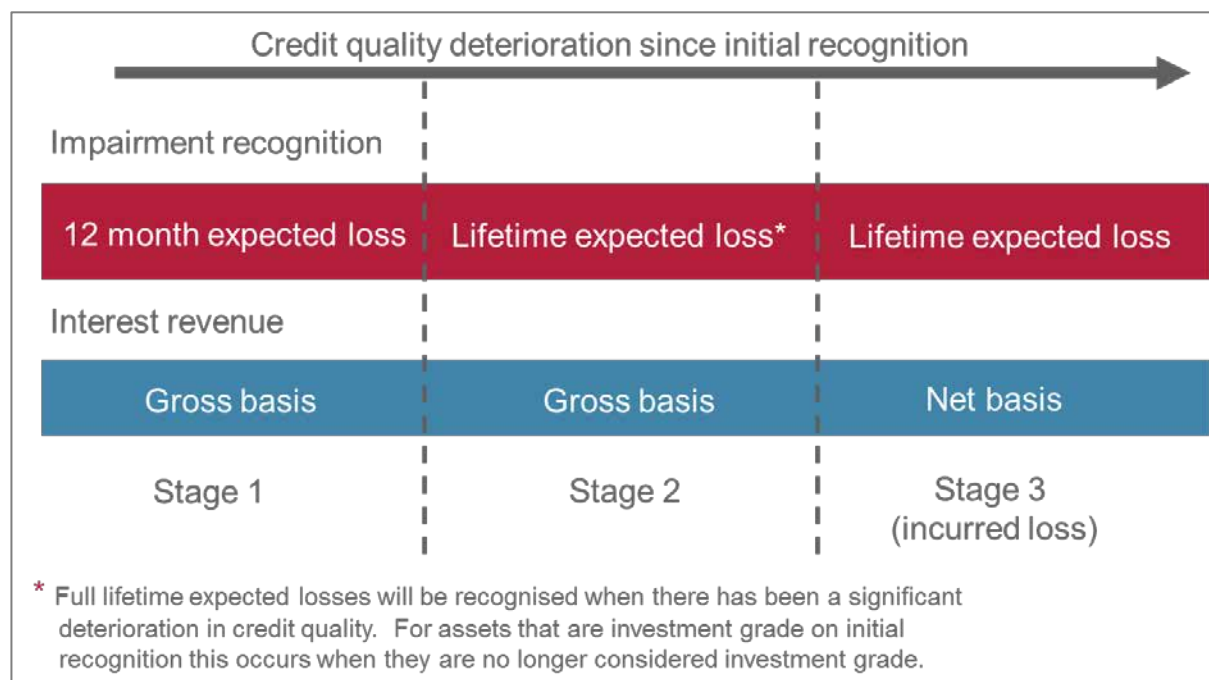 Credit quality deterioration since initial recognition
Impairment recognition
12 month expected loss
Lifetime expected loss*
Lifetime expected loss
Interest revenue
Gross basis
Gross basis
Net basis
Stage 1
Stage 2
Stage 3
(incurred loss)
* Full lifetime expected losses will be recognised when there has been a significant
deterioration in credit quality. For assets that are investment grade on initial
recognition this occurs when they are no longer considered investment grade.